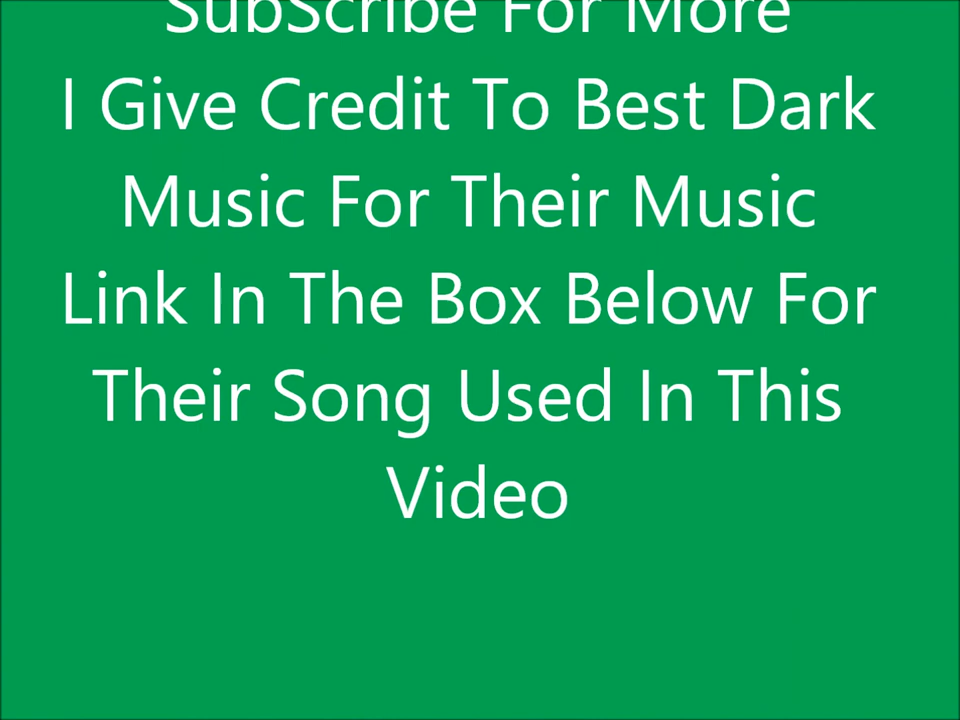 SubScribe For More
I Give Credit To Best Dark
Music For Their Music
Link In The Box Below For
Their Song Used In This
Video